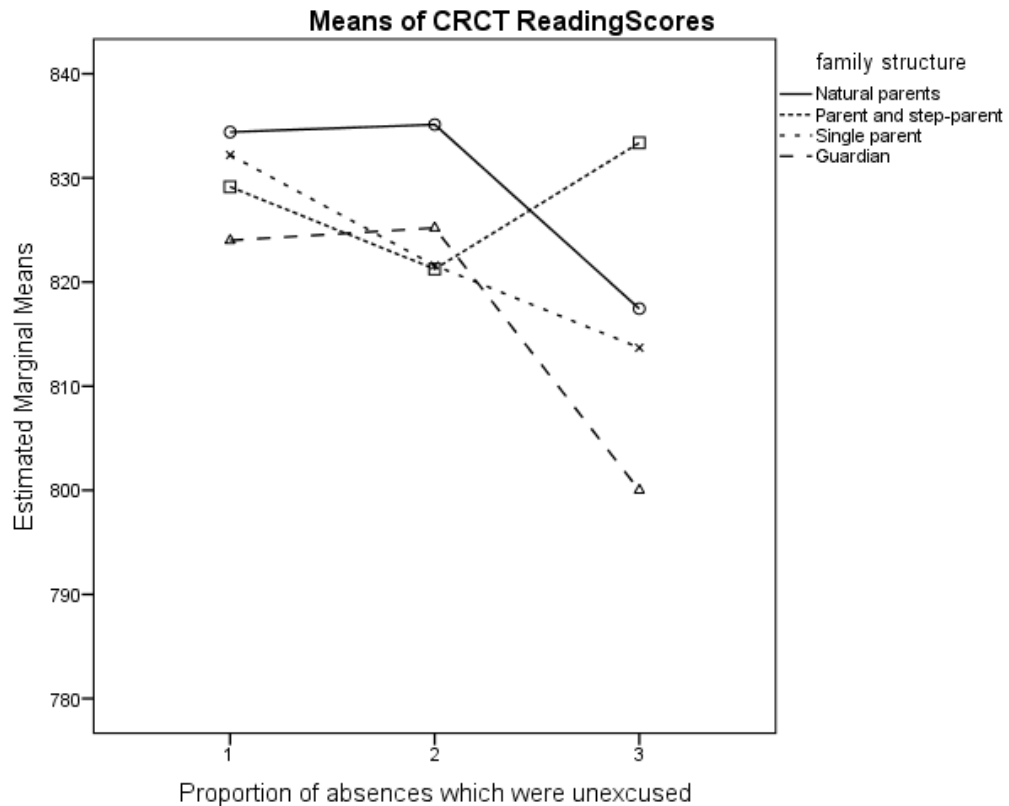 Means of CRCT ReadingScores
family structure
Natural parents
Parent and step-parent
Single parent
Guardian
Estimated Marginal Means
840
830
820
810
800
790
780
1 2 3
Proportion of absences which were unexcused